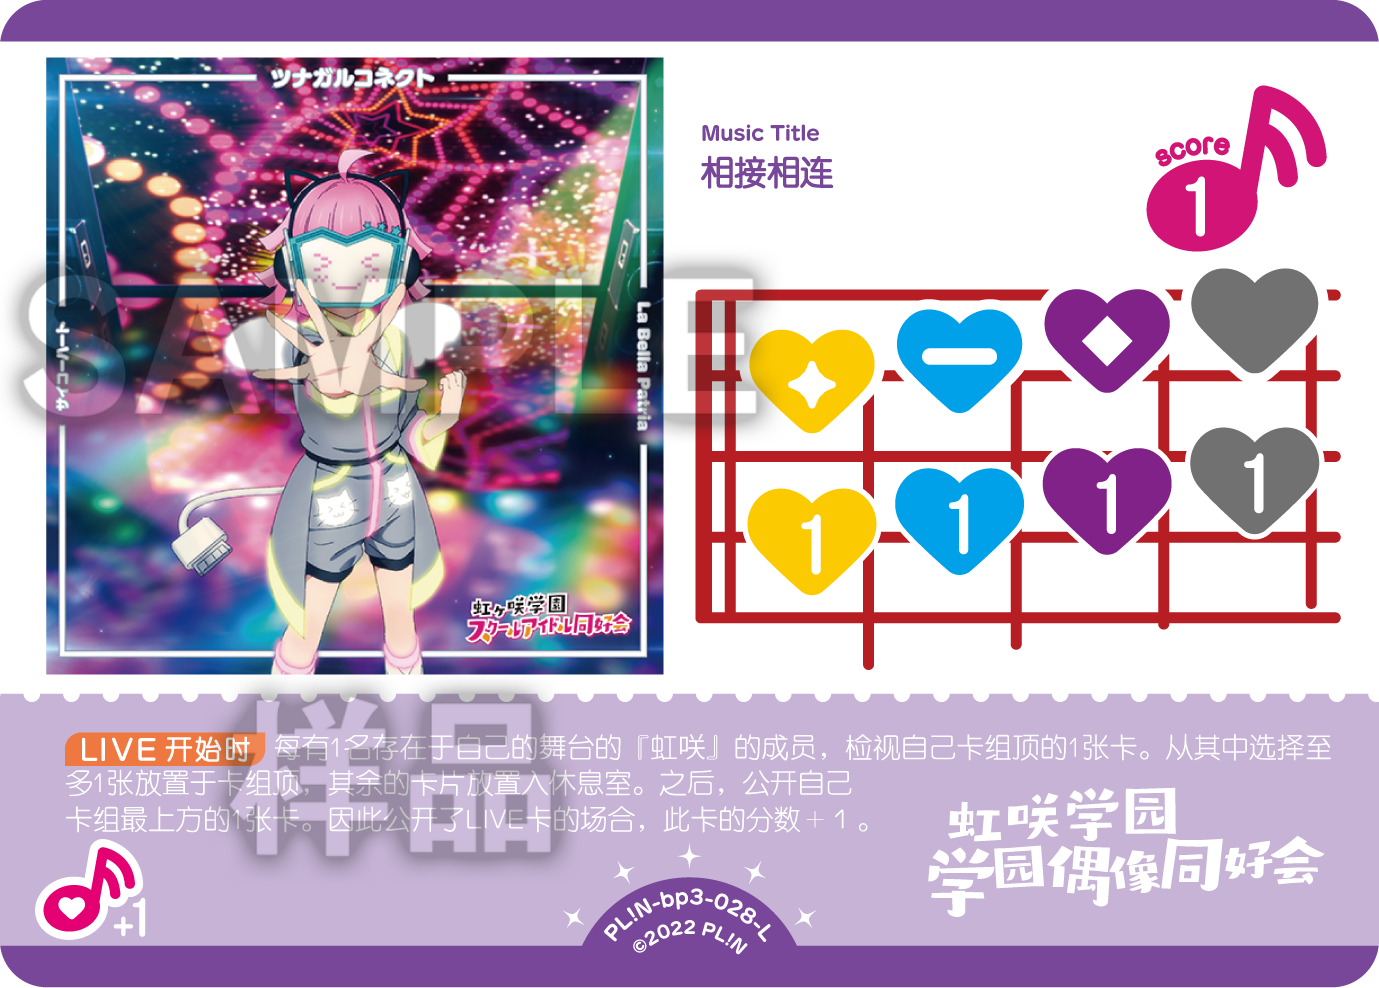 ツナガルコネクト
La Bella Patria
ツナガルコネクト
虹ヶ咲学園
スクールアイドル同好会
Music Title
相接相连
score
1
1
1
1
1
SAMPLE
样品
LIVE 开始时 每有1名存在于自己的舞台的『虹咲』的成员，检视自己卡组顶的1张卡。从其中选择至
多1张放置于卡组顶，其余的卡片放置入休息室。之后，公开自己
卡组最上方的1张卡。因此公开了LIVE卡的场合，此卡的分数＋１。
+1
虹咲学园
学园偶像同好会
PL!N-bp3-028-L
©2022 PL!N